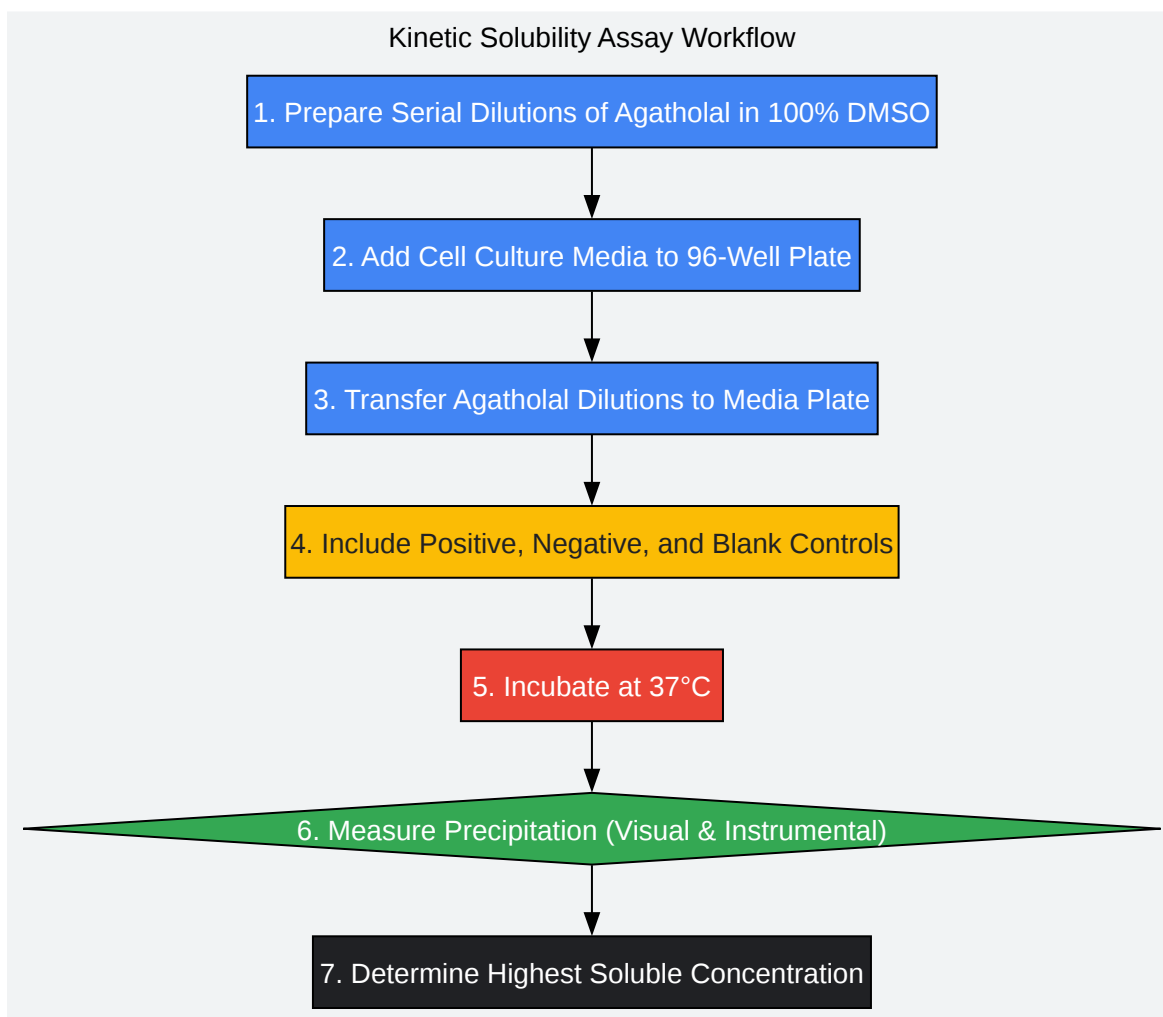 Kinetic Solubility Assay Workflow
1. Prepare Serial Dilutions of Agatholal in 100% DMSO
2. Add Cell Culture Media to 96-Well Plate
3. Transfer Agatholal Dilutions to Media Plate
4. Include Positive, Negative, and Blank Controls
5. Incubate at 37°C
6. Measure Precipitation (Visual & Instrumental)
7. Determine Highest Soluble Concentration